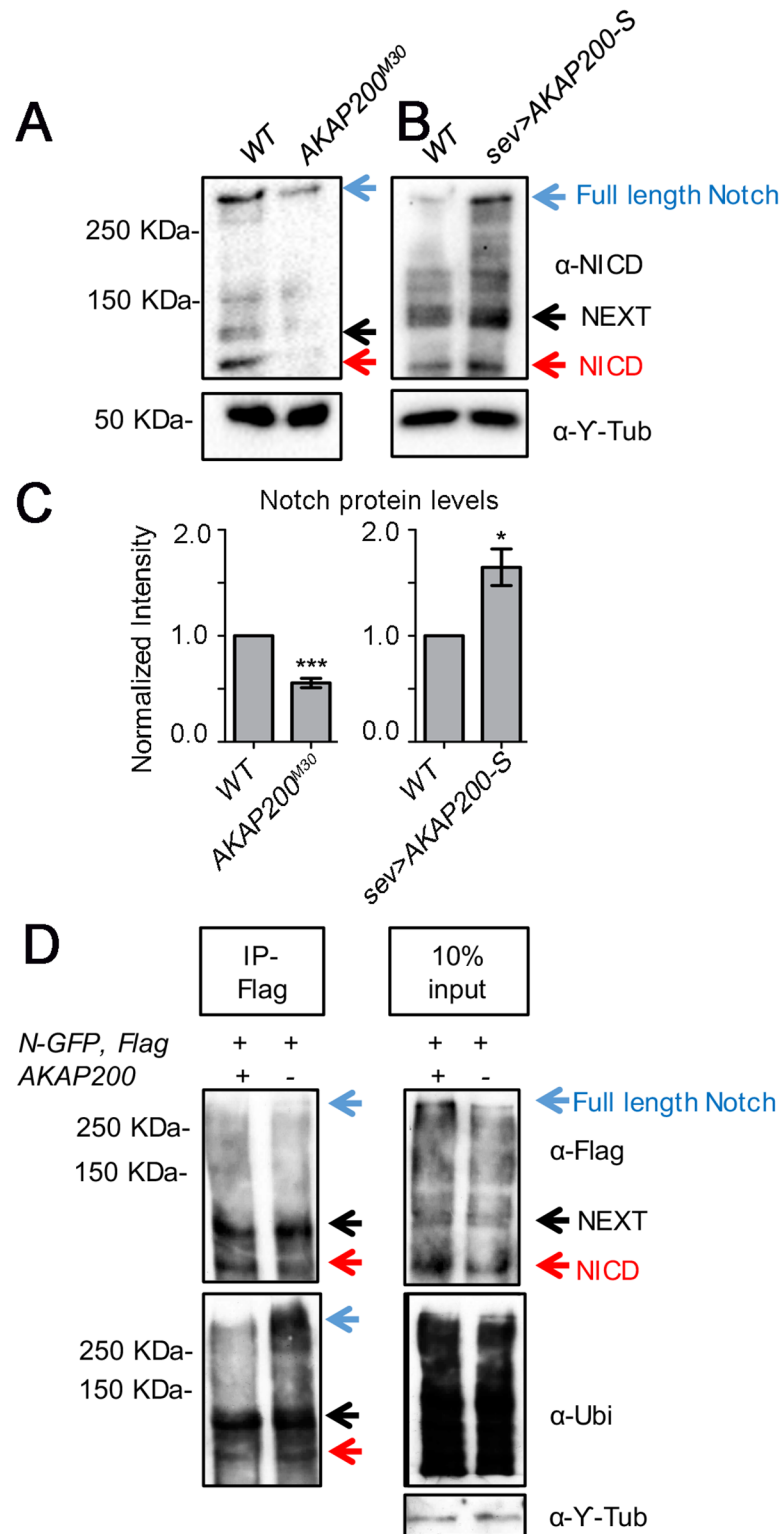 A
WT
AKAP200M30
B
WT
sev>AKAP200-S
Full length Notch
250 KDa-
α-NICD
150 KDa-
NEXT
NICD
50 KDa-
α-ϒ-Tub
C
Notch protein levels
Normalized Intensity
2.0
1.0
0.0
***
WT
AKAP200M30
2.0
1.0
0.0
*
WT
sev>AKAP200-S
D
IP-
Flag
10%
input
N-GFP, Flag + + + +
AKAP200 + - + -
Full length Notch
250 KDa-
α-Flag
150 KDa-
NEXT
NICD
250 KDa-
150 KDa-
α-Ubi
α-ϒ-Tub